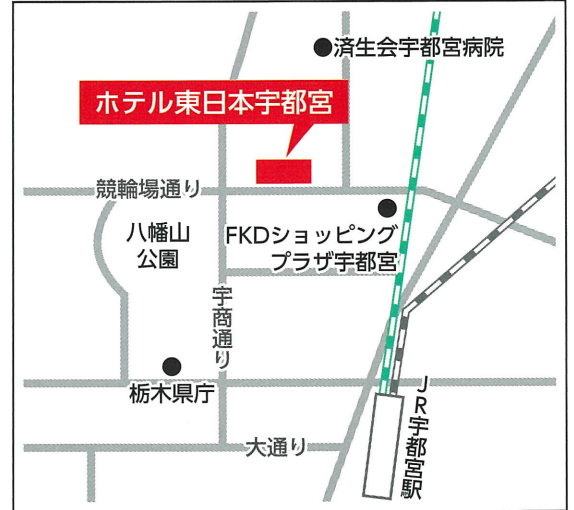 済生会宇都宮病院
ホテル東日本宇都宮
競輪場通り
八幡山
公園
FKDショッピング
プラザ宇都宮
宇商通り
栃木県庁
大通り
JR宇都宮駅